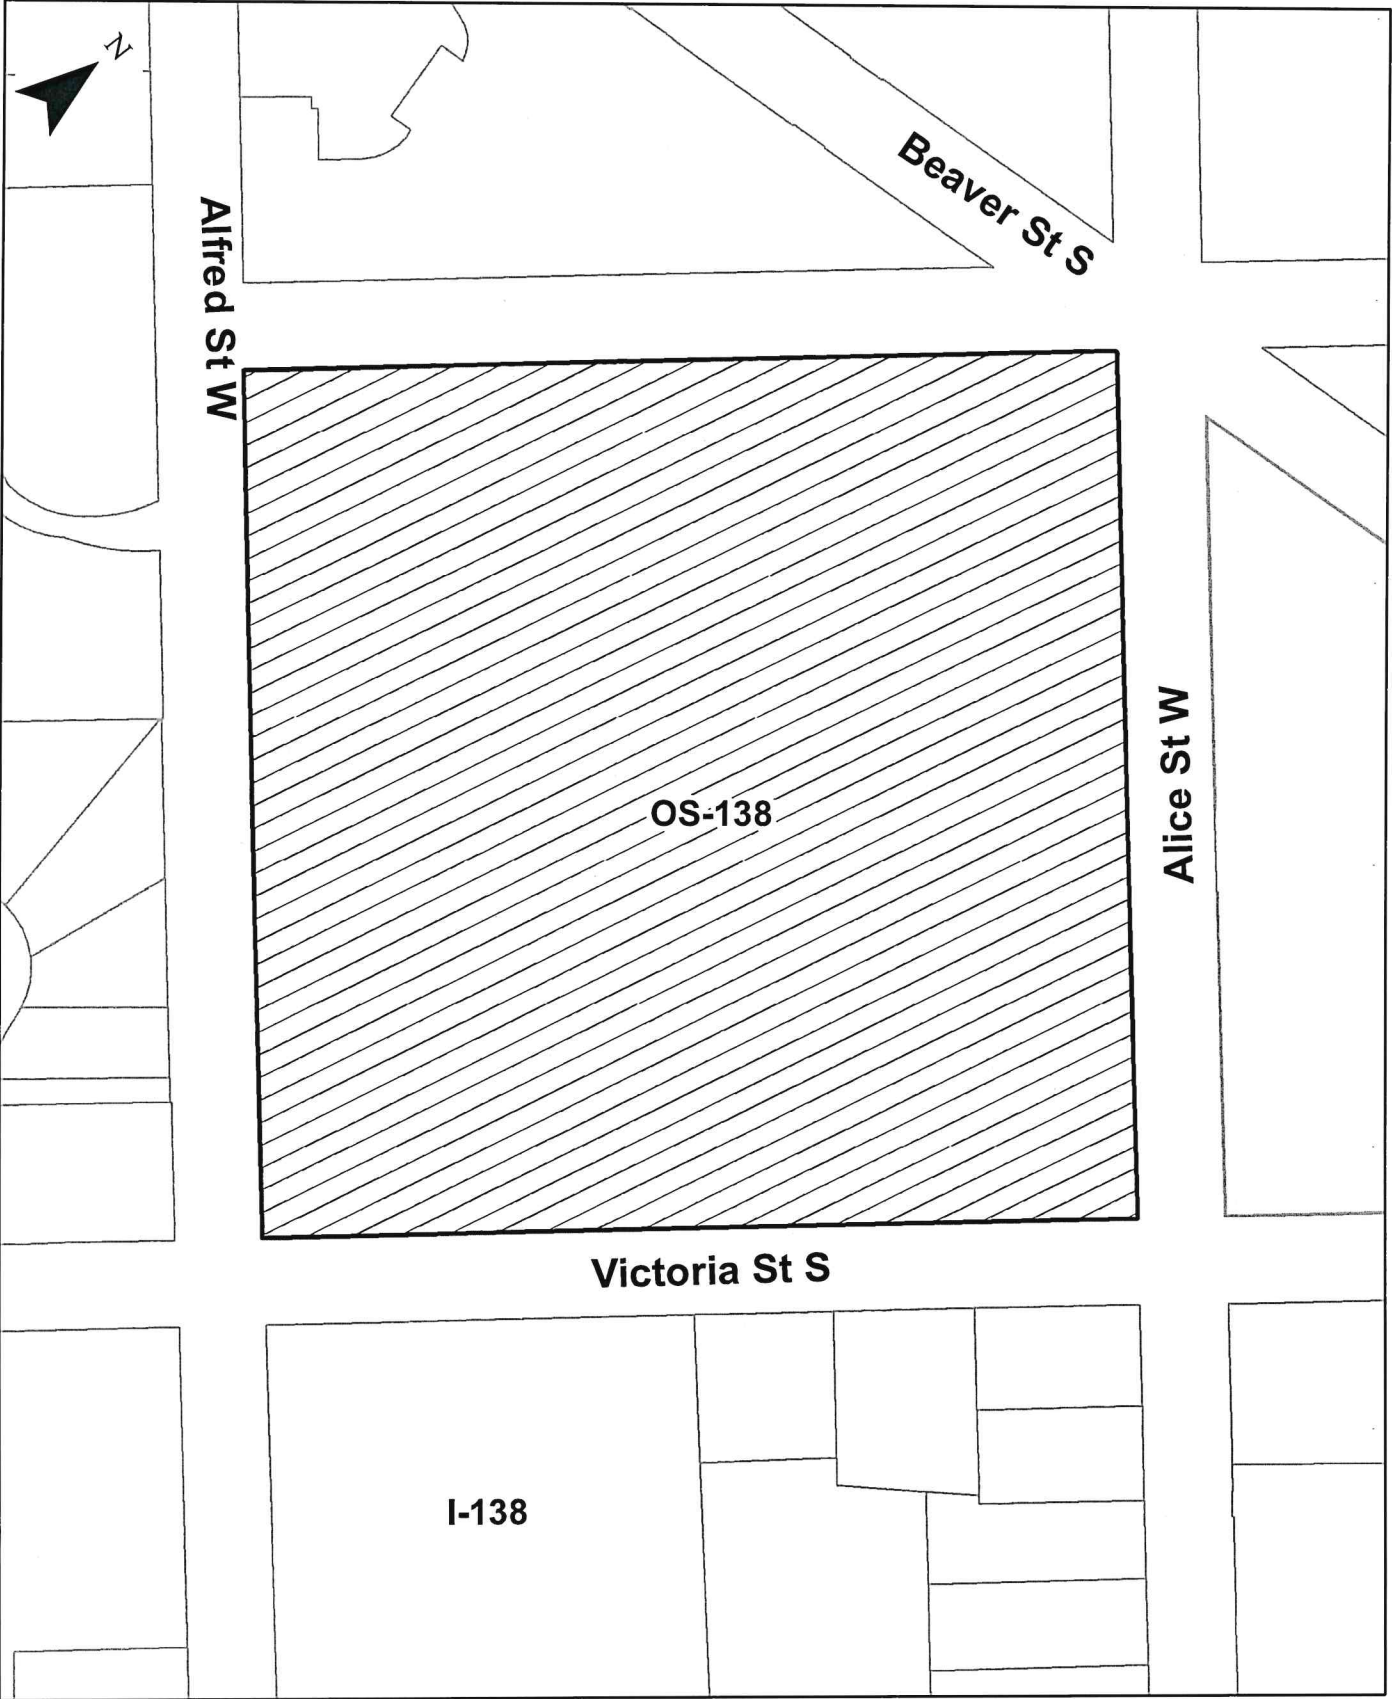 N
Beaver St S
Alfred St W
Alice St W
OS-138
Victoria St S
I-138